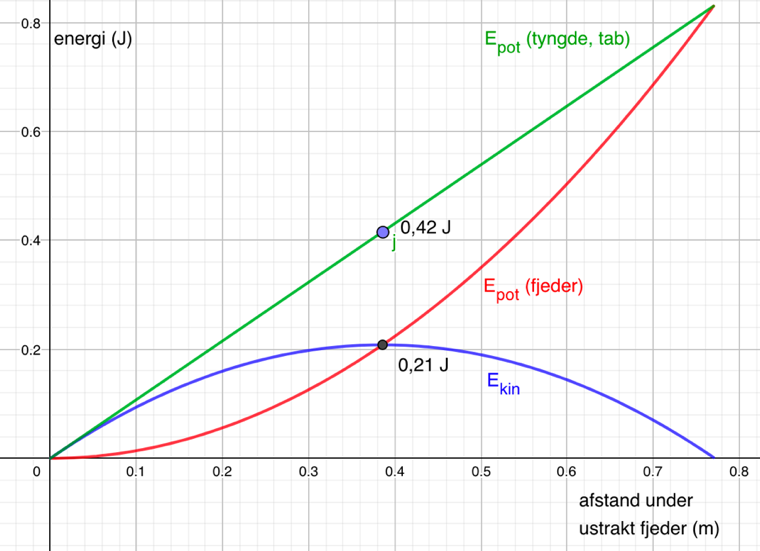 0.8
energi (J)
E_pot (tyngde, tab)
0.6
0,42 J
0.4
j
E_pot (fjeder)
0.2
0,21 J
E_kin
0
0.1
0.2
0.3
0.4
0.5
0.6
0.7
0.8
afstand under
ustrakt fjeder (m)